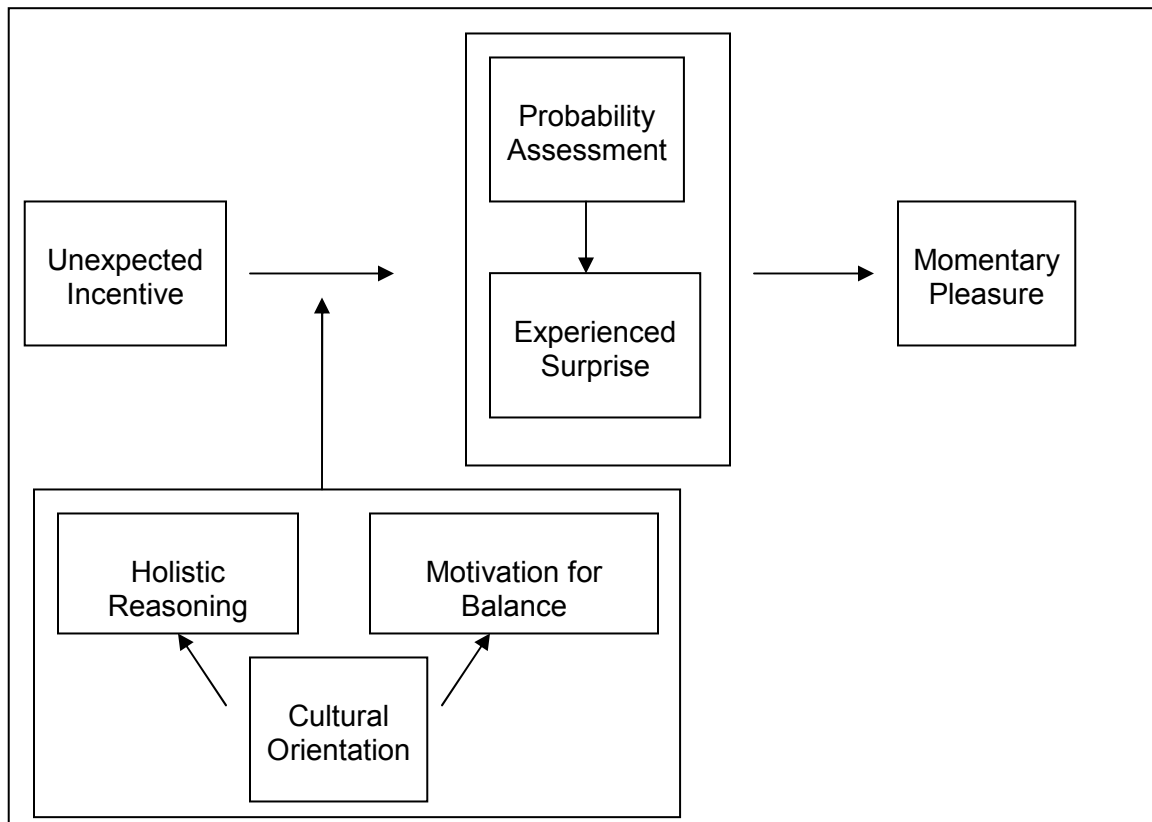 Probability
Assessment
Unexpected
Incentive
Momentary
Pleasure
Experienced
Surprise
Holistic
Reasoning
Motivation for
Balance
Cultural
Orientation